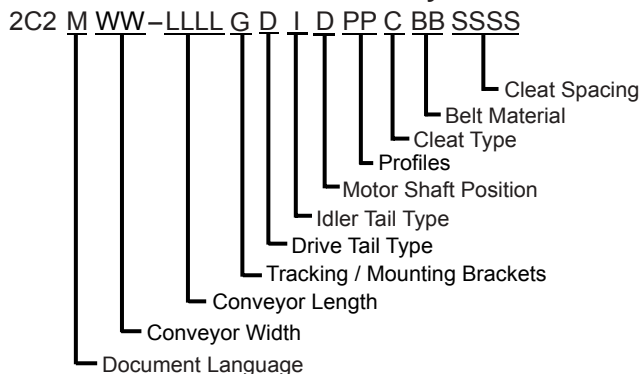 2C2 M WW–LLLL G D I D PP C BB SSSS
Cleat Spacing
Belt Material
Cleat Type
Profiles
Motor Shaft Position
Idler Tail Type
Drive Tail Type
Tracking / Mounting Brackets
Conveyor Length
Conveyor Width
Document Language